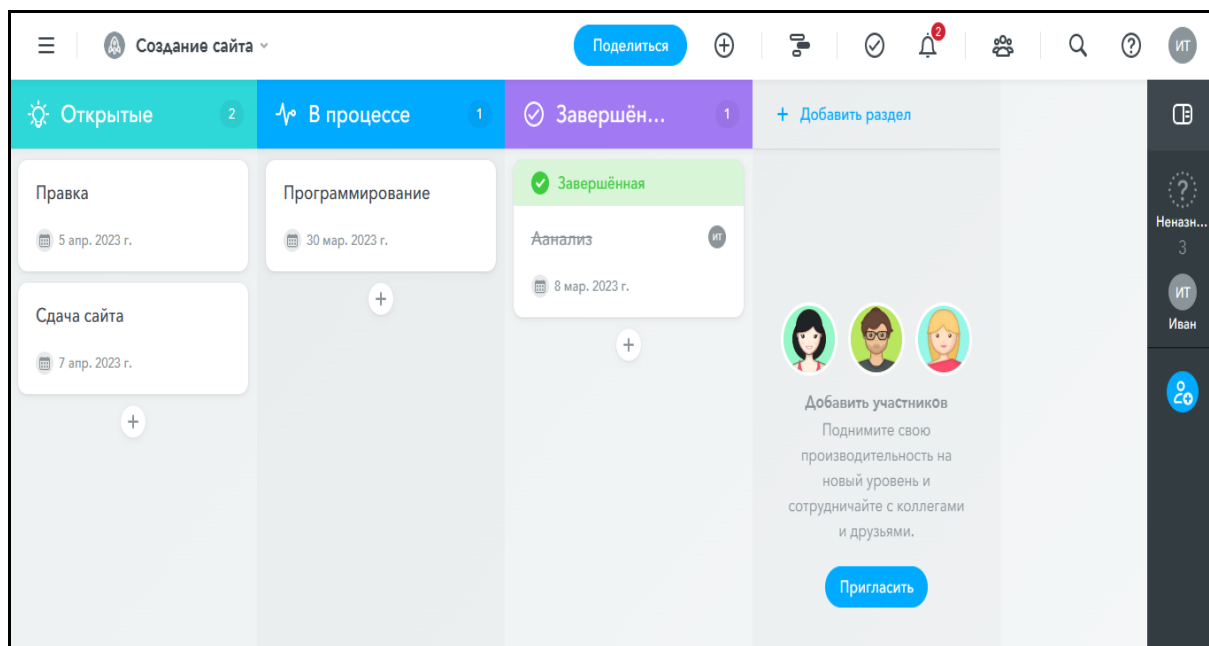 Создание сайта
Поделиться
2
ИТ
Открытые 2
В процессе 1
Завершён... 1
+ Добавить раздел
Правка
5 апр. 2023 г.
Сдача сайта
7 апр. 2023 г.
Программирование
30 мар. 2023 г.
Завершённая
Аанализ
ИТ
8 мар. 2023 г.
Добавить участников
Поднимите свою
производительность на
новый уровень и
сотрудничайте с коллегами
и друзьями.
Пригласить
Неназн...
3
ИТ
Иван